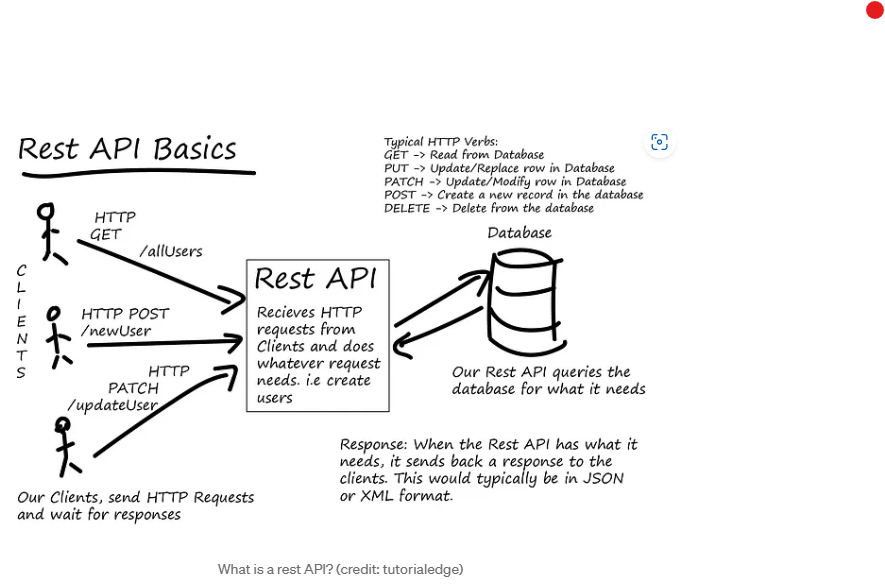 Rest API Basics
Typical HTTP Verbs:
GET -> Read from Database
PUT -> Update/Replace row in Database
PATCH -> Update/Modify row in Database
POST -> Create a new record in the database
DELETE -> Delete from the database
CLIENTS
HTTP
GET
/allUsers
HTTP POST
/newUser
HTTP
PATCH
/updateUser
Our Clients, send HTTP Requests
and wait for responses
Rest API
Recieves HTTP
requests from
Clients and does
whatever request
needs. i.e create
users
Database
Our Rest API queries the
database for what it needs
Response: When the Rest API has what it
needs, it sends back a response to the
clients. This would typically be in JSON
or XML format.
What is a rest API? (credit: tutorialedge)